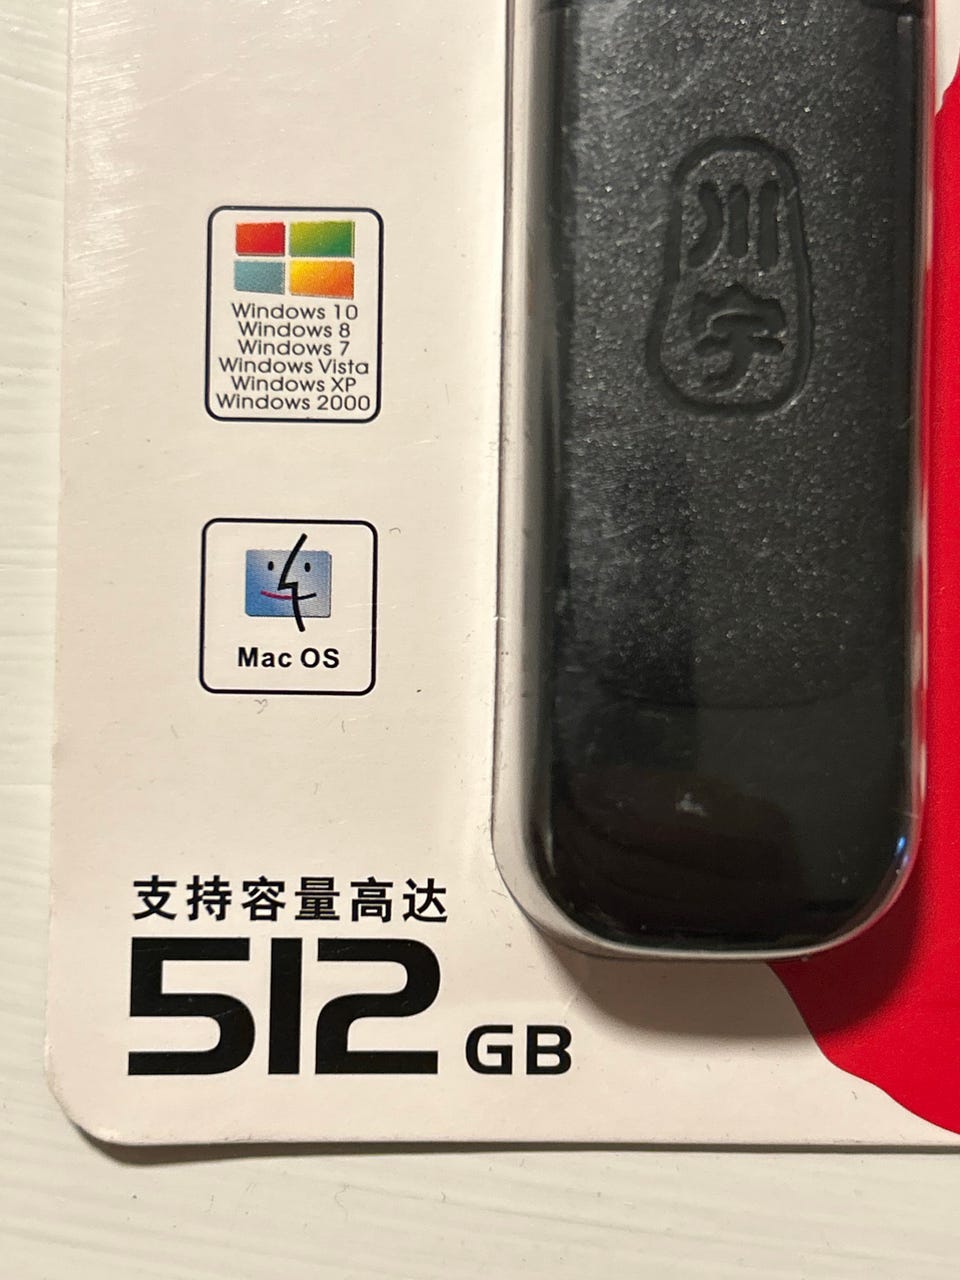 川
宇
Windows 10
Windows 8
Windows 7
Windows Vista
Windows XP
Windows 2000
Mac OS
支持容量高达
512 GB